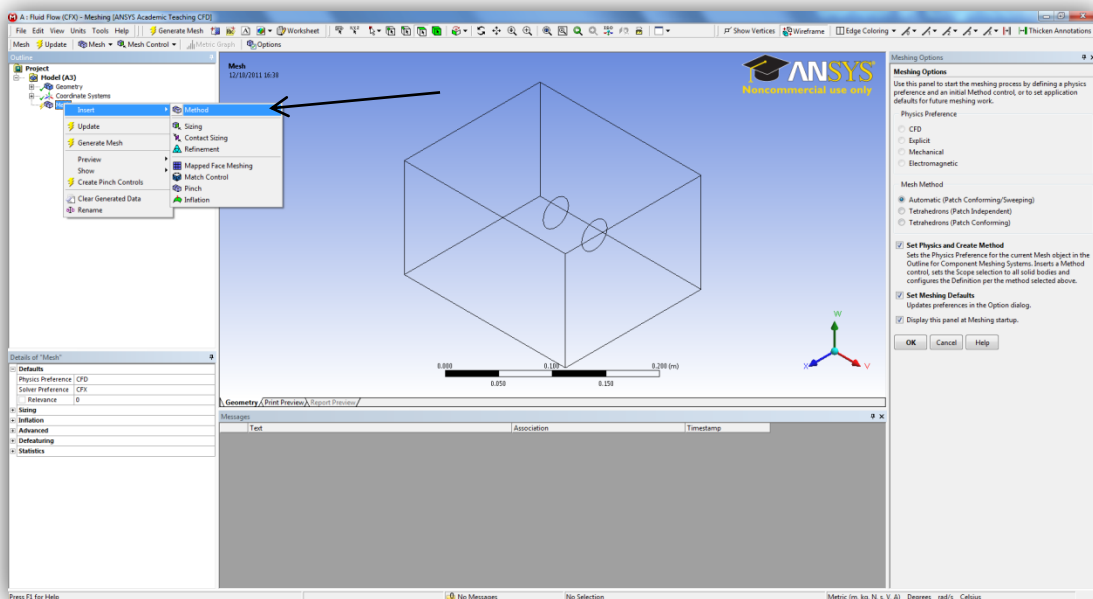 A : Fluid Flow (CFX) - Meshing [ANSYS Academic Teaching CFD]
File Edit View Units Tools Help Generate Mesh Worksheet Show Vertices Wireframe Edge Coloring Thicken Annotations
Mesh Update Mesh Mesh Control Metric Graph Options
Outline
Project
Model (A3)
Geometry
Coordinate Systems
Insert
Update
Generate Mesh
Preview
Show
Create Pinch Controls
Clear Generated Data
Rename
Method
Sizing
Contact Sizing
Refinement
Mapped Face Meshing
Match Control
Pinch
Inflation
Mesh
ANSYS
Noncommercial use only
W
X
Y
0.000
0.100
0.200 (m)
0.050
0.150
Geometry Print Preview Report Preview
Details of "Mesh"
Defaults
Physics Preference CFD
Solver Preference CFX
Relevance 0
Sizing
Inflation
Advanced
Defeaturing
Statistics
Messages
Text Association Timestamp
Meshing Options
Meshing Options
Use this panel to start the meshing process by defining a physics
preference and an initial Method control, or to set application
defaults for future meshing work.
Physics Preference
CFD
Explicit
Mechanical
Electromagnetic
Mesh Method
Automatic (Patch Conforming/Sweeping)
Tetrahedrons (Patch Independent)
Tetrahedrons (Patch Conforming)
Set Physics and Create Method
Sets the Physics Preference for the current Mesh object in the
Outline for Component Meshing Systems. Inserts a Method
control, sets the Scope selection to all solid bodies and
configures the Definition per the method selected above.
Set Meshing Defaults
Updates preferences in the Option dialog.
Display this panel at Meshing startup.
OK Cancel Help
Press F1 for Help No Messages No Selection Metric (m, kg, N, s, V, A) Degrees rad/s Celsius